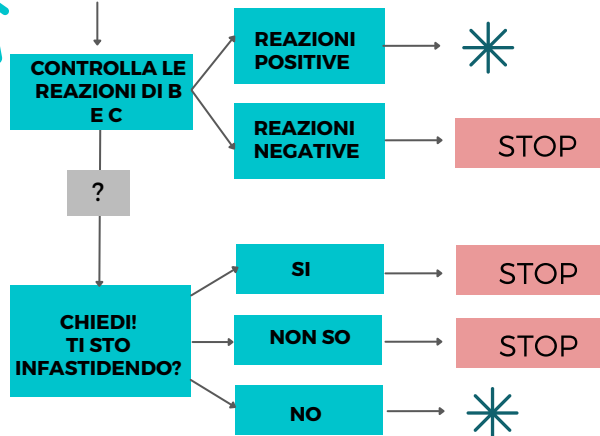 CONTROLLA LE
REAZIONI DI B
E C
REAZIONI
POSITIVE
REAZIONI
NEGATIVE
STOP
?
CHIEDI!
TI STO
INFASTIDENDO?
SI
STOP
NON SO
STOP
NO